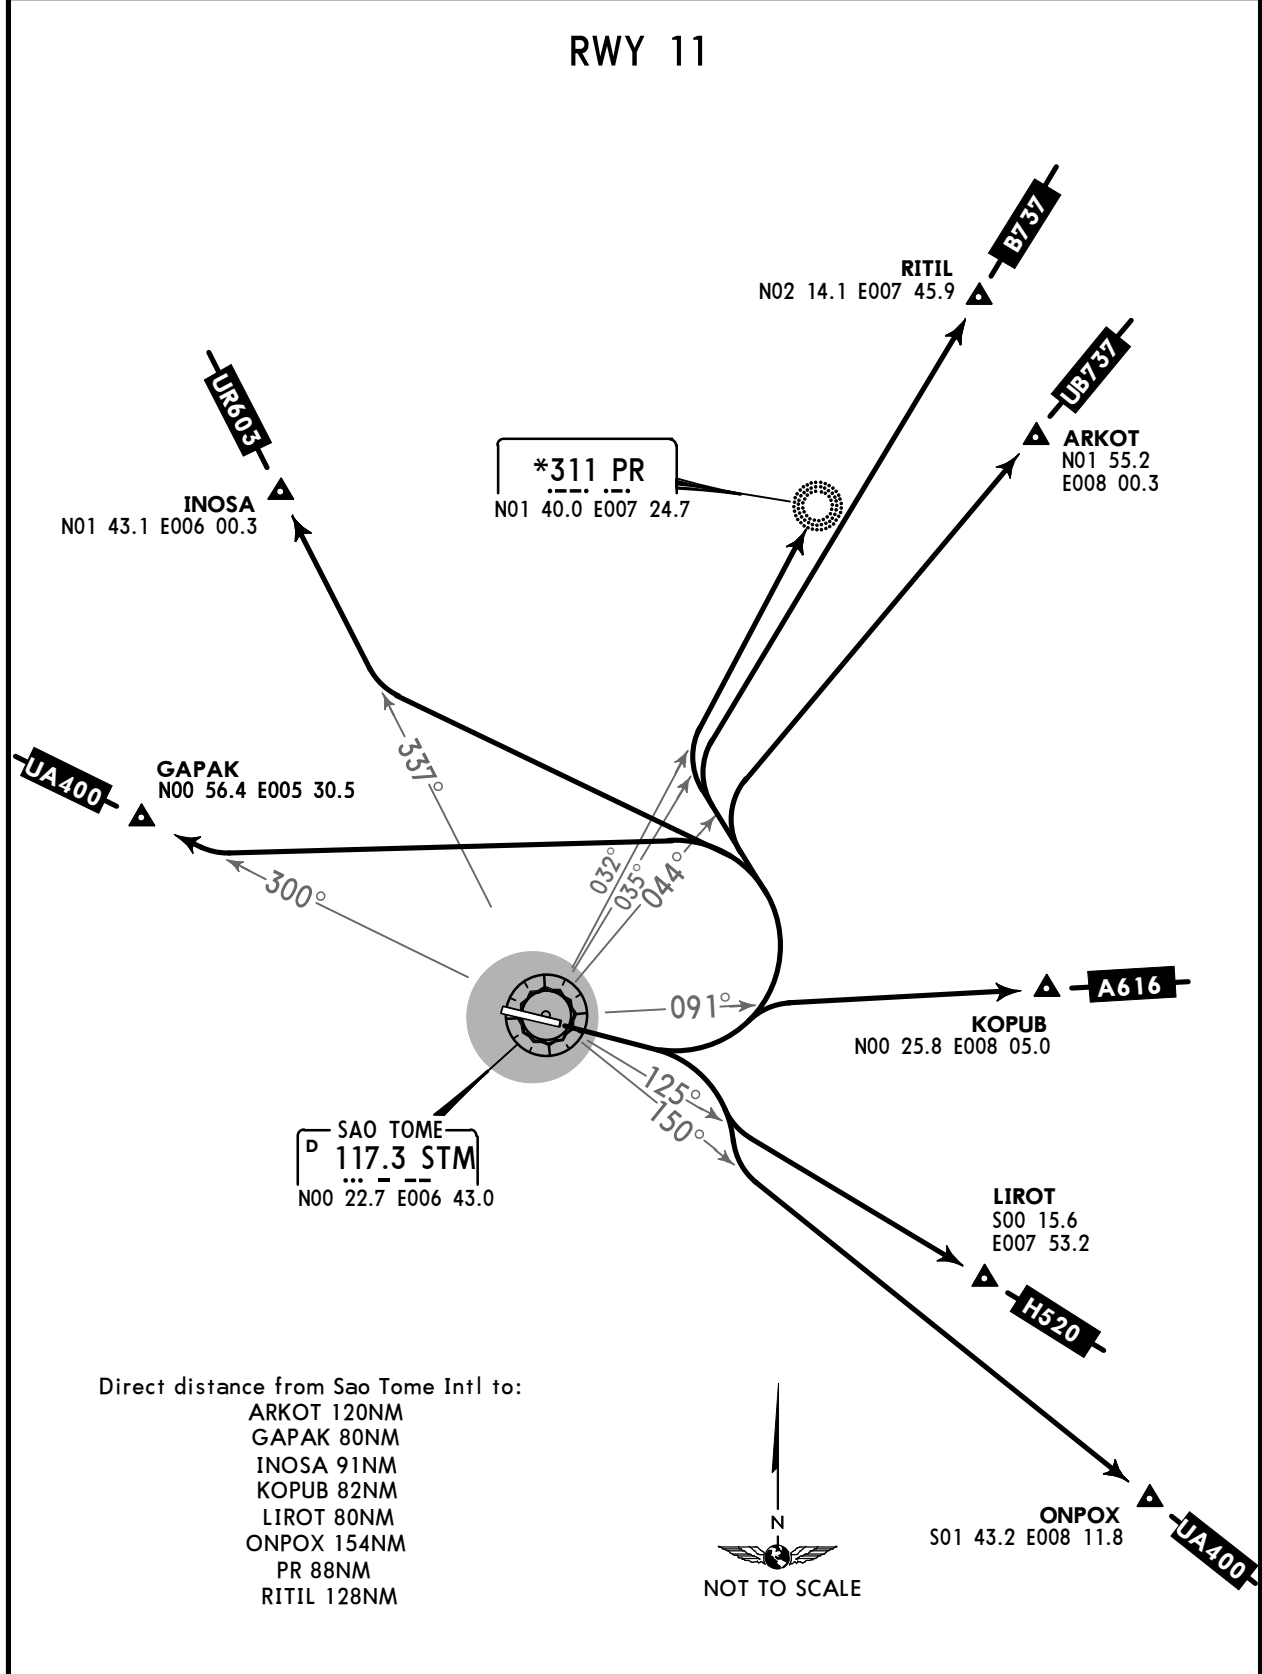 RWY 11
B737
RITIL
N02 14.1 E007 45.9
UB737
ARKOT
N01 55.2
E008 00.3
UR603
INOSA
N01 43.1 E006 00.3
*311 PR
N01 40.0 E007 24.7
337°
UA400
GAPAK
N00 56.4 E005 30.5
300°
032°
035°
044°
091°
A616
KOPUB
N00 25.8 E008 05.0
125°
150°
SAO TOME
D 117.3 STM
N00 22.7 E006 43.0
LIROT
S00 15.6
E007 53.2
H520
Direct distance from Sao Tome Intl to:
ARKOT 120NM
GAPAK 80NM
INOSA 91NM
KOPUB 82NM
LIROT 80NM
ONPOX 154NM
PR 88NM
RITIL 128NM
N
NOT TO SCALE
ONPOX
S01 43.2 E008 11.8
UA400